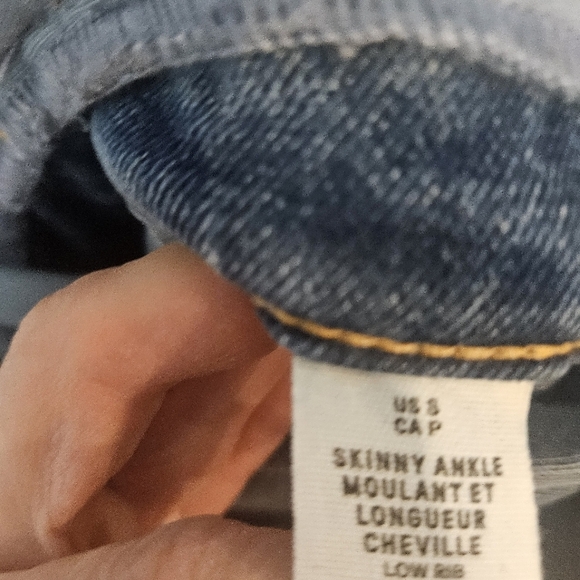 US S
CA P
SKINNY ANKLE
MOULANT ET
LONGUEUR
CHEVILLE
LOW RIB